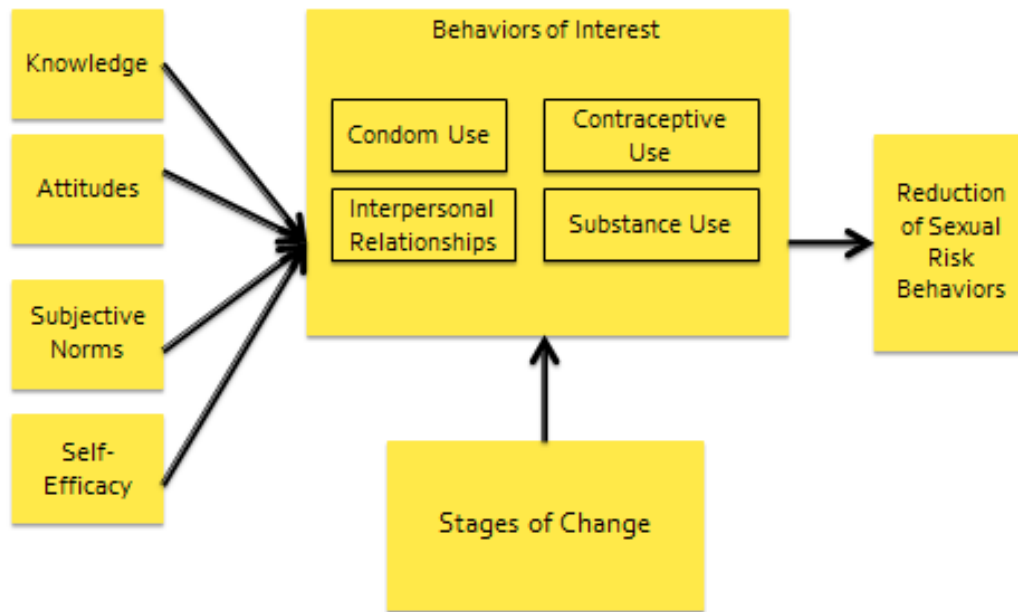 Knowledge
Attitudes
Subjective
Norms
Self-
Efficacy
Behaviors of Interest
Condom Use
Contraceptive
Use
Interpersonal
Relationships
Substance Use
Stages of Change
Reduction
of Sexual
Risk
Behaviors